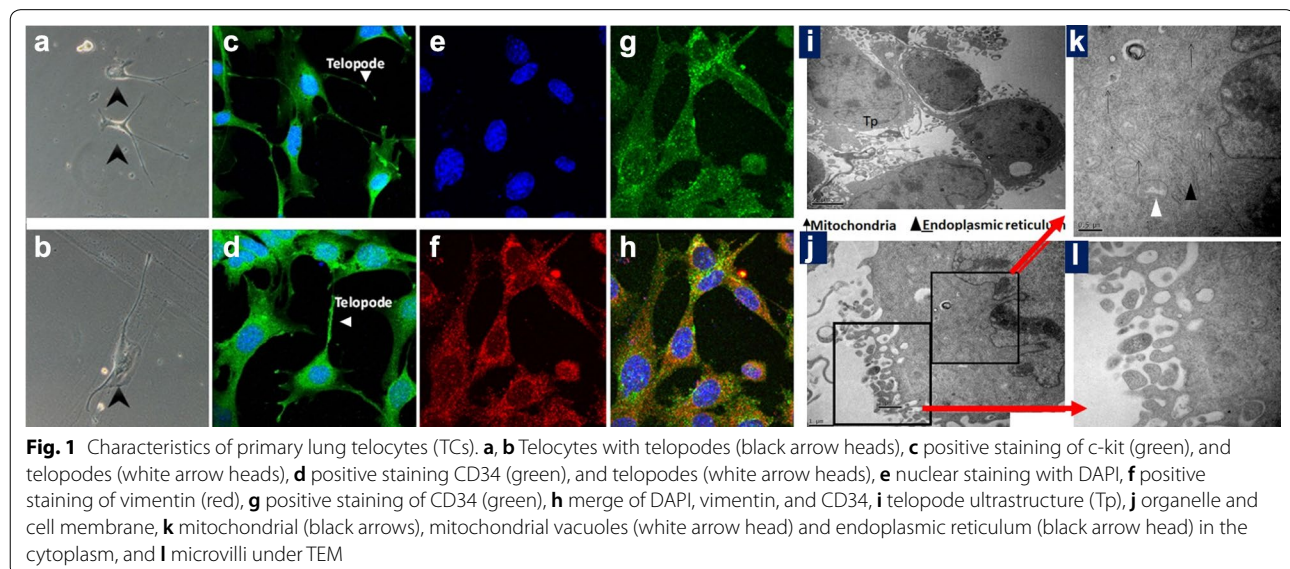 a
c
e
g
i
k
Telopode
Tp
Mitochondria Endoplasmic reticulum
b
d
f
h
j
l
Telopode
1 µm
Fig. 1 Characteristics of primary lung telocytes (TCs). a, b Telocytes with telopodes (black arrow heads), c positive staining of c-kit (green), and
telopodes (white arrow heads), d positive staining CD34 (green), and telopodes (white arrow heads), e nuclear staining with DAPI, f positive
staining of vimentin (red), g positive staining of CD34 (green), h merge of DAPI, vimentin, and CD34, i telopode ultrastructure (Tp), j organelle and
cell membrane, k mitochondrial (black arrows), mitochondrial vacuoles (white arrow head) and endoplasmic reticulum (black arrow head) in the
cytoplasm, and l microvilli under TEM